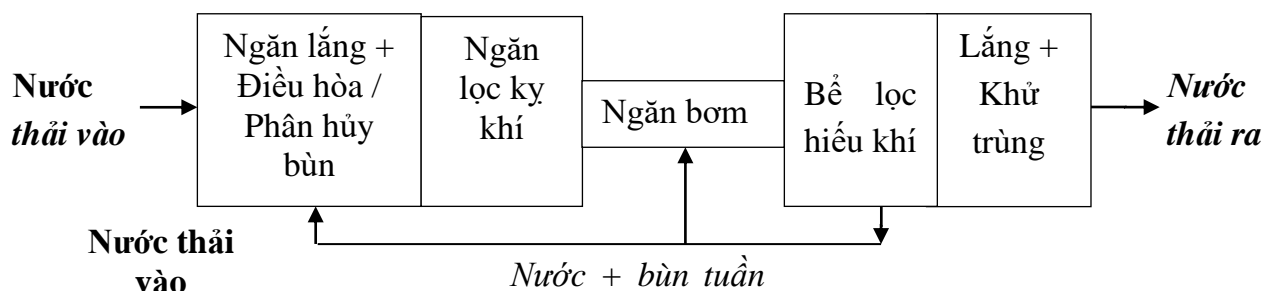 Nước
thải vào
Ngăn lắng +
Điều hòa /
Phân hủy
bùn
Ngăn
lọc kỵ
khí
Ngăn bơm
Bể lọc
hiếu khí
Lắng +
Khử
trùng
Nước
thải ra
Nước thải
vào
Nước + bùn tuần